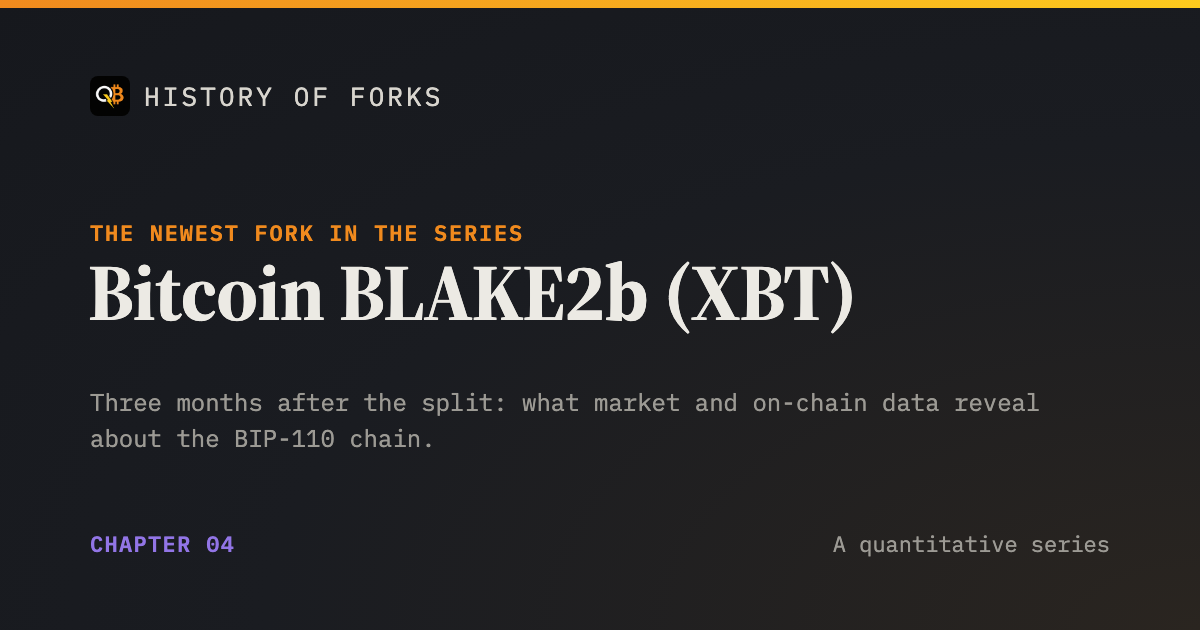 HISTORY OF FORKS
THE NEWEST FORK IN THE SERIES
Bitcoin BLAKE2b (XBT)
Three months after the split: what market and on-chain data reveal
about the BIP-110 chain.
CHAPTER 04
A quantitative series